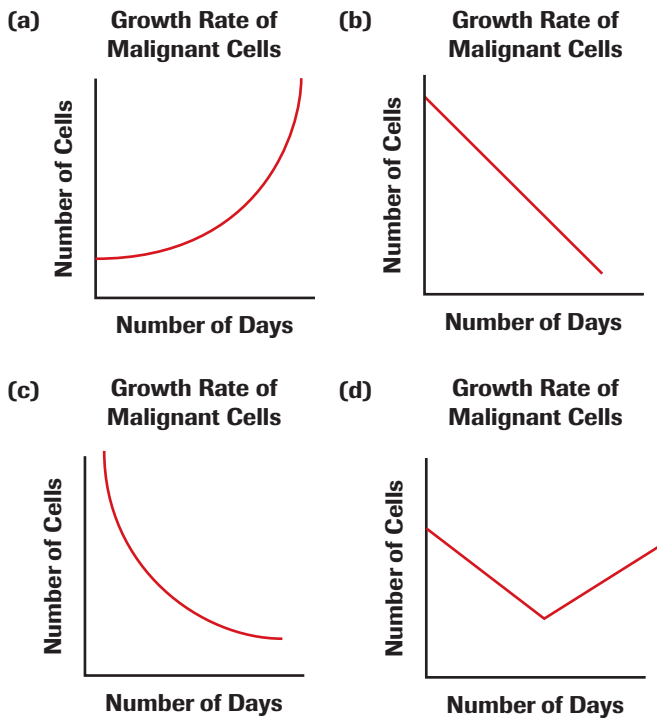 (a)
Growth Rate of
Malignant Cells
Number of Cells
Number of Days
(b)
Growth Rate of
Malignant Cells
Number of Cells
Number of Days
(c)
Growth Rate of
Malignant Cells
Number of Cells
Number of Days
(d)
Growth Rate of
Malignant Cells
Number of Cells
Number of Days